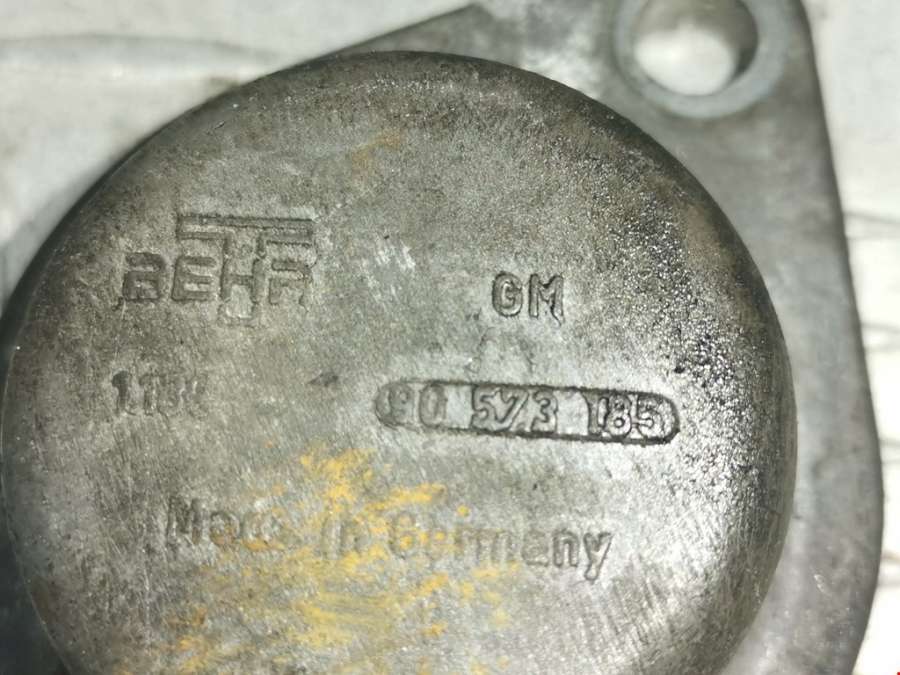 BEHR
GM
90 573 185
Made in Germany